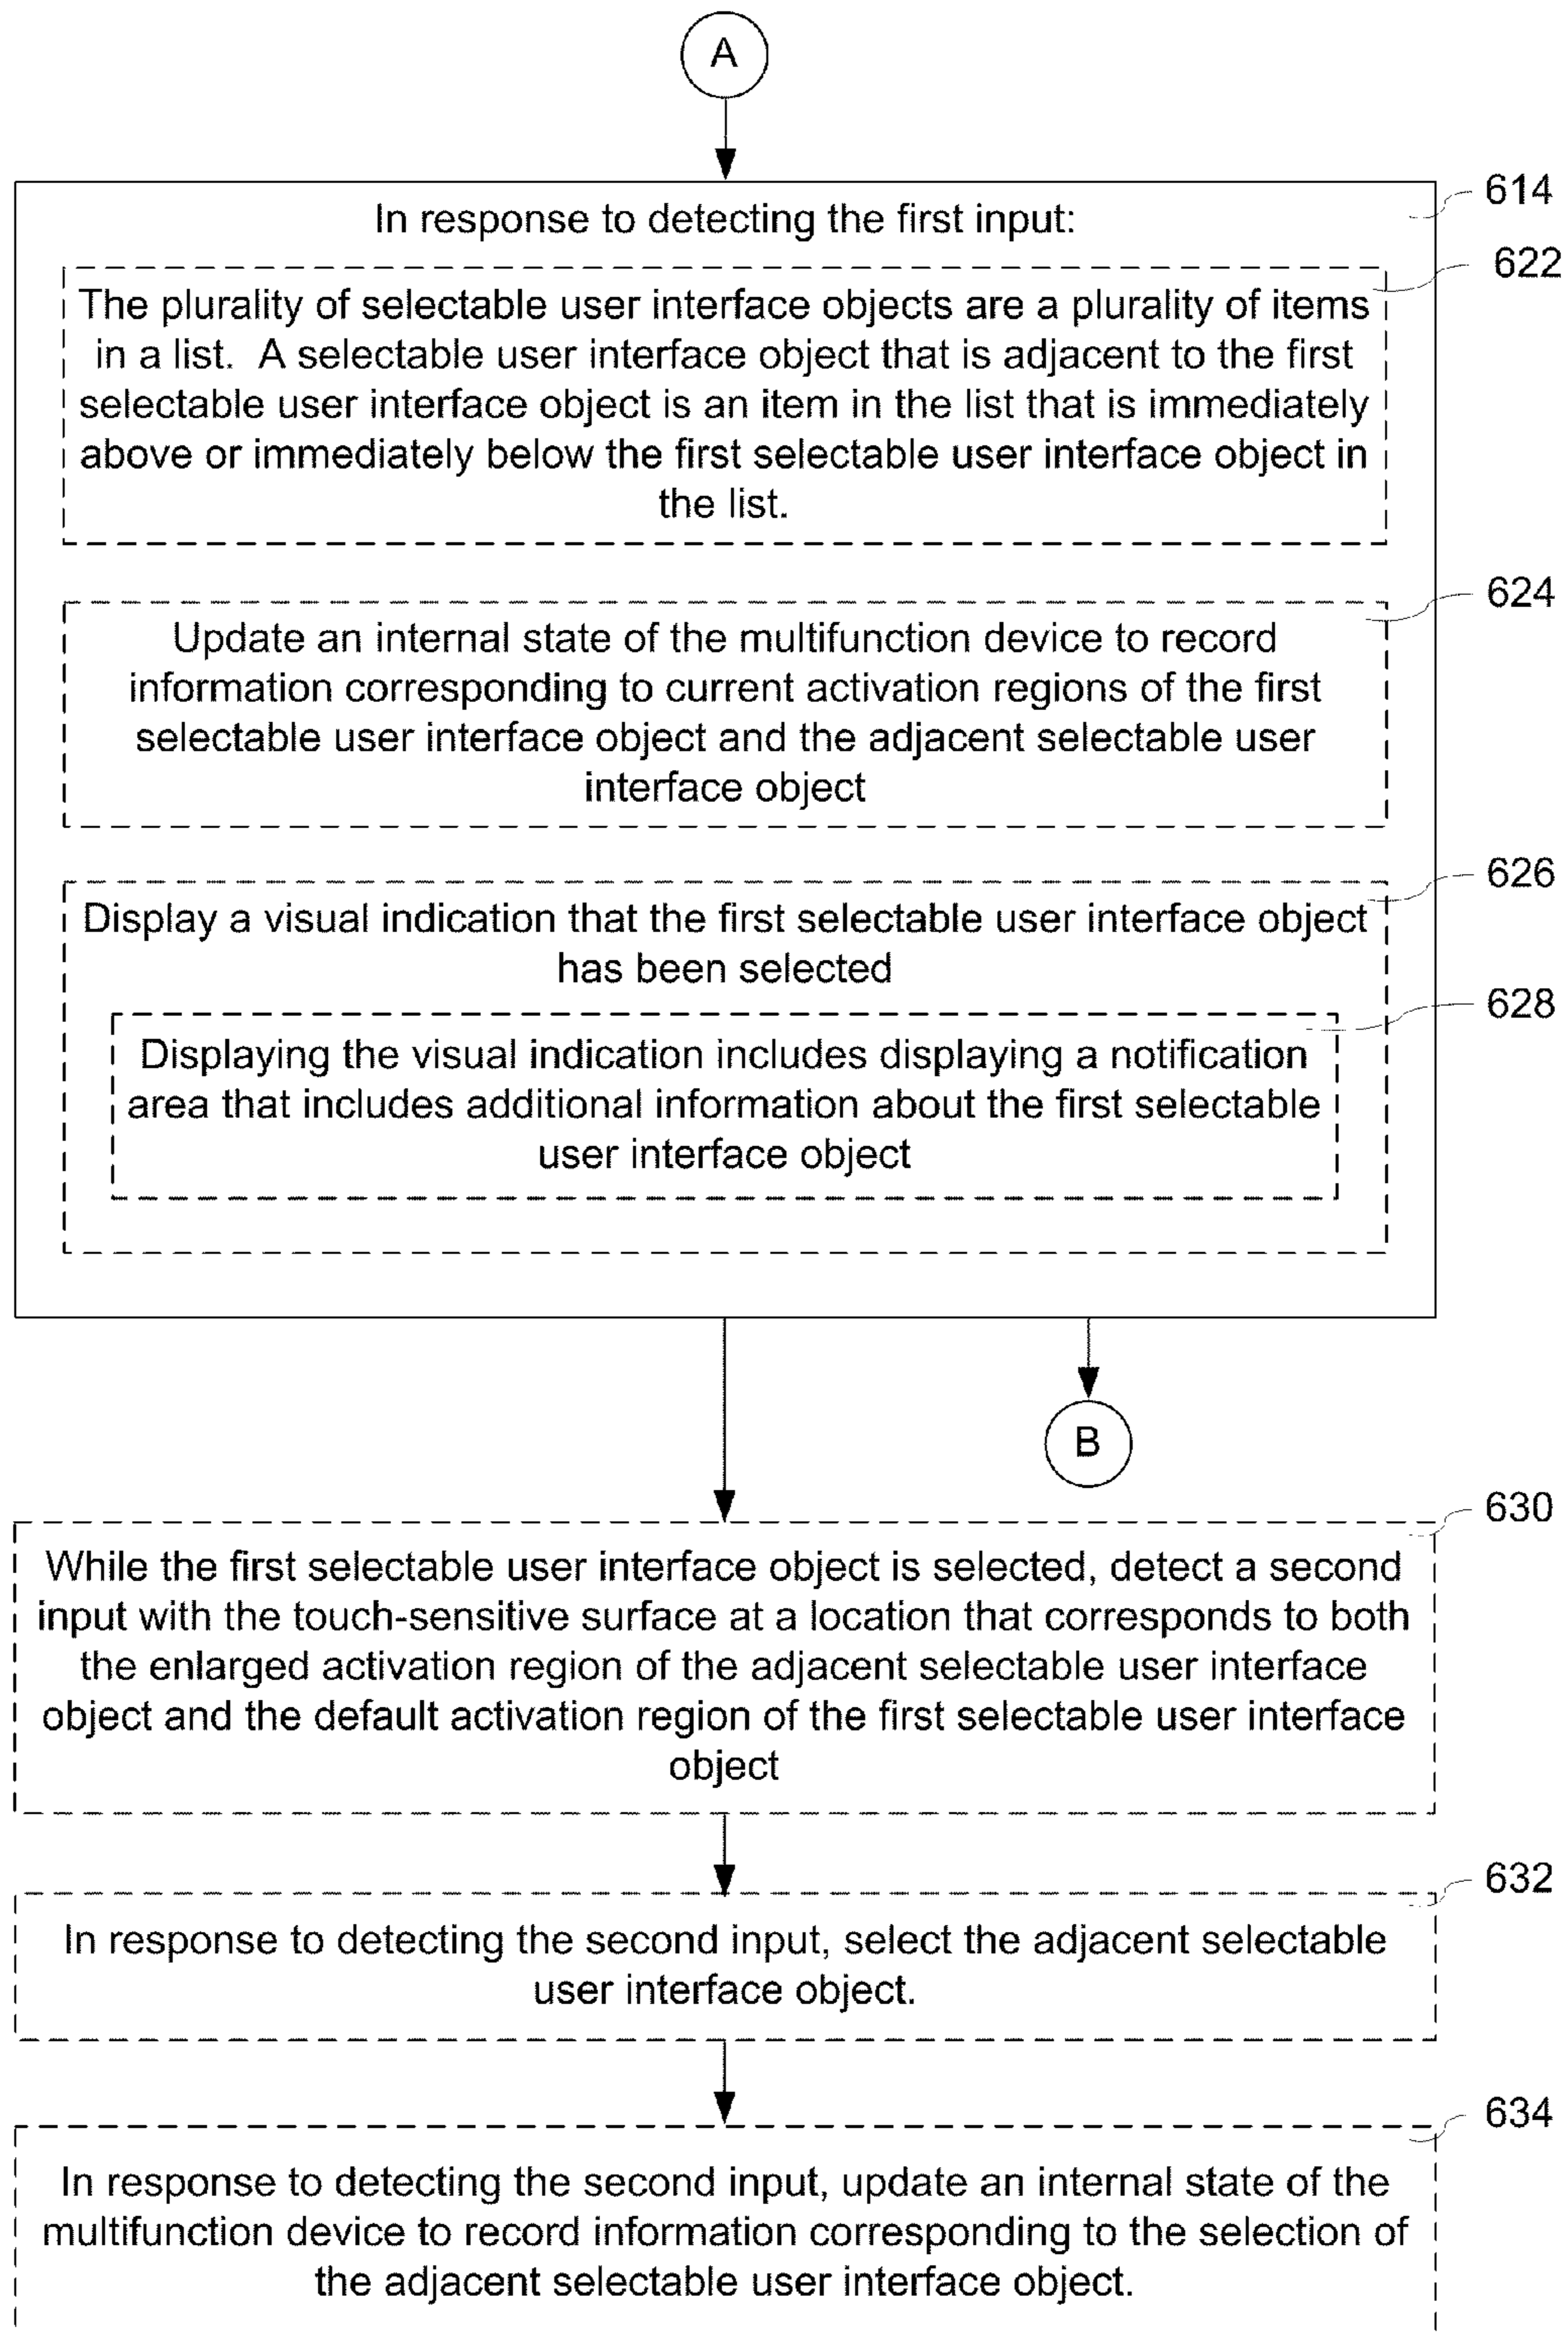 A
614
In response to detecting the first input:
622
The plurality of selectable user interface objects are a plurality of items
in a list.  A selectable user interface object that is adjacent to the first
selectable user interface object is an item in the list that is immediately
above or immediately below the first selectable user interface object in
the list.
624
Update an internal state of the multifunction device to record
information corresponding to current activation regions of the first
selectable user interface object and the adjacent selectable user
interface object
626
Display a visual indication that the first selectable user interface object
has been selected
628
Displaying the visual indication includes displaying a notification
area that includes additional information about the first selectable
user interface object
B
630
While the first selectable user interface object is selected, detect a second
input with the touch-sensitive surface at a location that corresponds to both
the enlarged activation region of the adjacent selectable user interface
object and the default activation region of the first selectable user interface
object
632
In response to detecting the second input, select the adjacent selectable
user interface object.
634
In response to detecting the second input, update an internal state of the
multifunction device to record information corresponding to the selection of
the adjacent selectable user interface object.